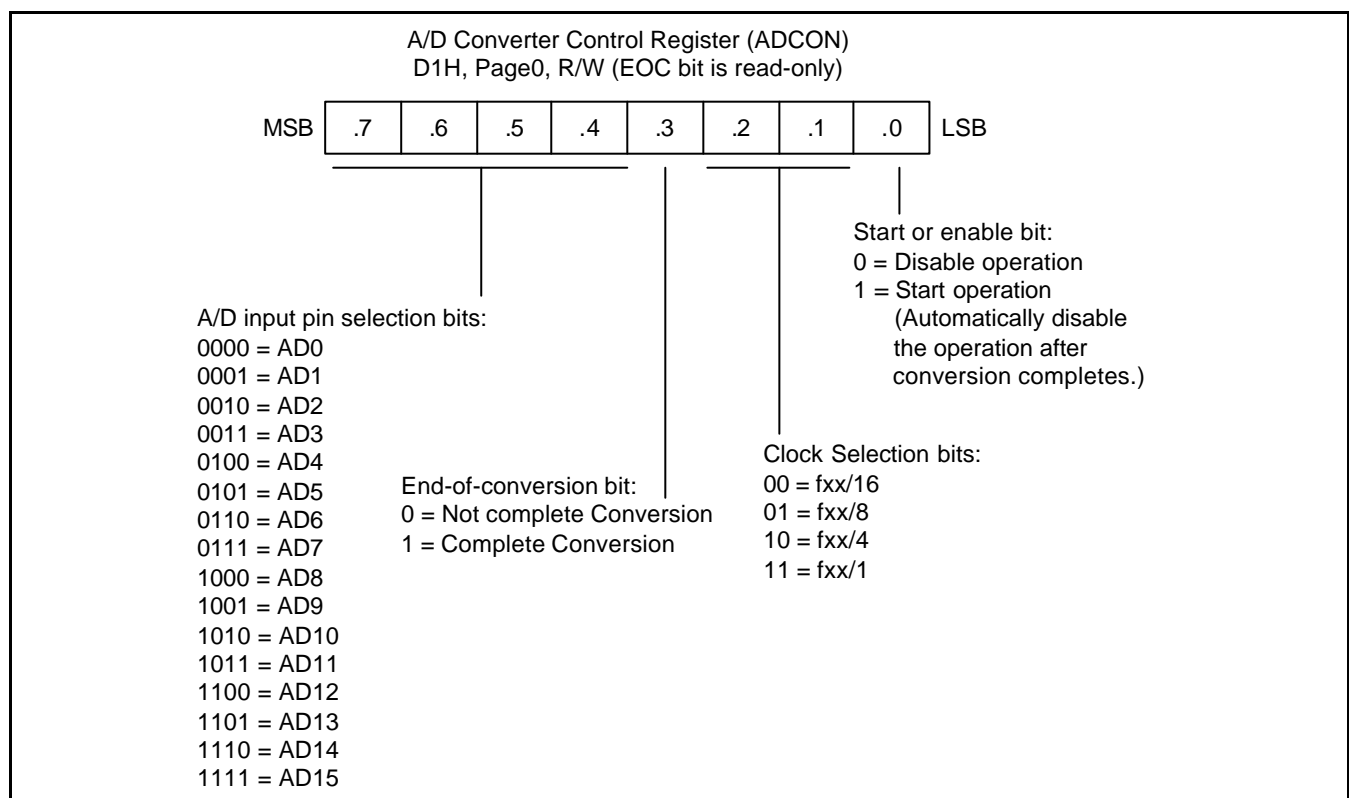 A/D Converter Control Register (ADCON)
D1H, Page0, R/W (EOC bit is read-only)
MSB .7 .6 .5 .4 .3 .2 .1 .0 LSB
Start or enable bit:
0 = Disable operation
1 = Start operation
(Automatically disable
the operation after
conversion completes.)
A/D input pin selection bits:
0000 = AD0
0001 = AD1
0010 = AD2
0011 = AD3
0100 = AD4
0101 = AD5
0110 = AD6
0111 = AD7
1000 = AD8
1001 = AD9
1010 = AD10
1011 = AD11
1100 = AD12
1101 = AD13
1110 = AD14
1111 = AD15
End-of-conversion bit:
0 = Not complete Conversion
1 = Complete Conversion
Clock Selection bits:
00 = fxx/16
01 = fxx/8
10 = fxx/4
11 = fxx/1